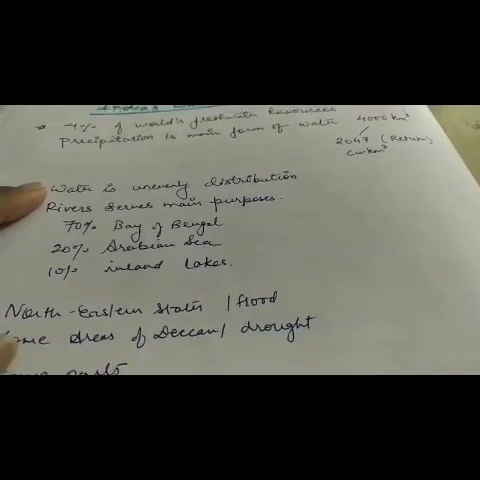 4% of world's freshwater Resources
Precipitation is main form of water
4000 km³
2047 (Return)
cukm³
Water is unevenly distribution
Rivers serves main purposes.
70% Bay of Bengal
20% Arabian Sea
10% inland lakes.
North-Eastern States / flood
Some Areas of Deccan / drought